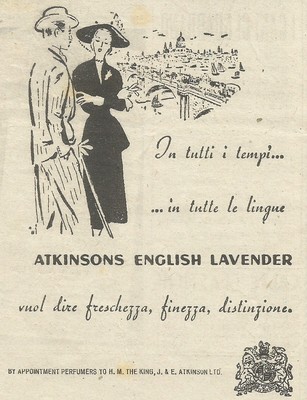 In tutti i tempi...
...in tutte le lingue
ATKINSONS ENGLISH LAVENDER
vuol dire freschezza, finezza, distinzione.
BY APPOINTMENT PERFUMERS TO H. M. THE KING, J. & E. ATKINSON LTD.